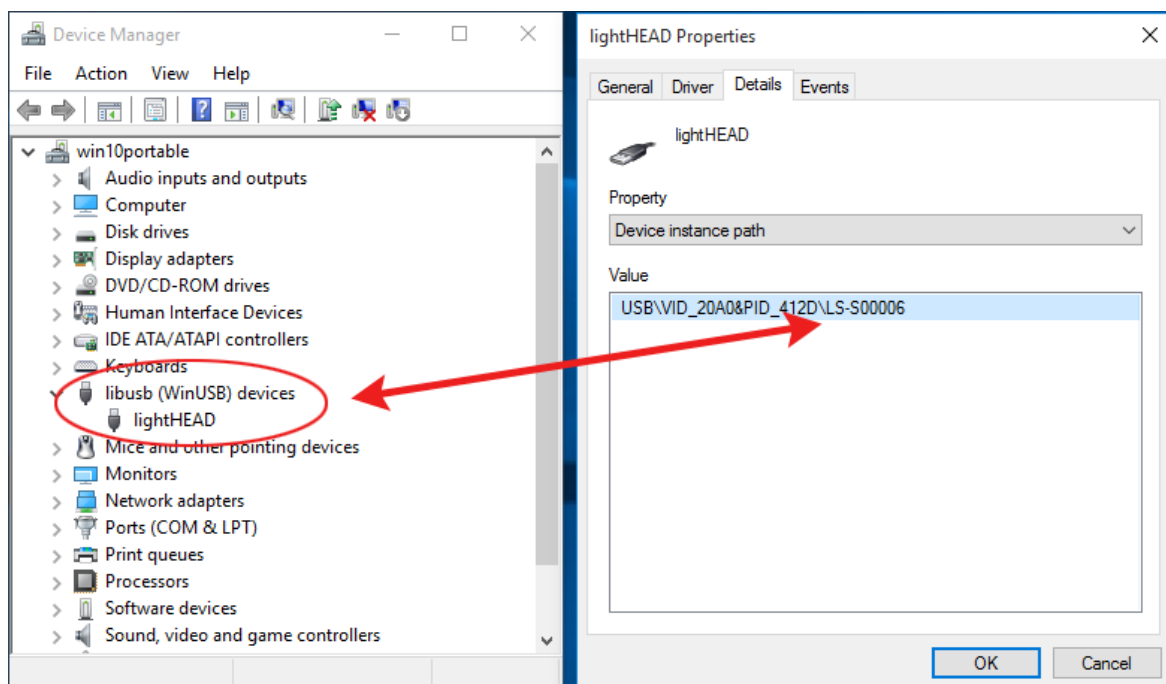 Device Manager
File Action View Help
win10portable
Audio inputs and outputs
Computer
Disk drives
Display adapters
DVD/CD-ROM drives
Human Interface Devices
IDE ATA/ATAPI controllers
Keyboards
libusb (WinUSB) devices
lightHEAD
Mice and other pointing devices
Monitors
Network adapters
Ports (COM & LPT)
Print queues
Processors
Software devices
Sound, video and game controllers
lightHEAD Properties
General Driver Details Events
lightHEAD
Property
Device instance path
Value
USB\VID_20A0&PID_412D\LS-S00006
OK Cancel